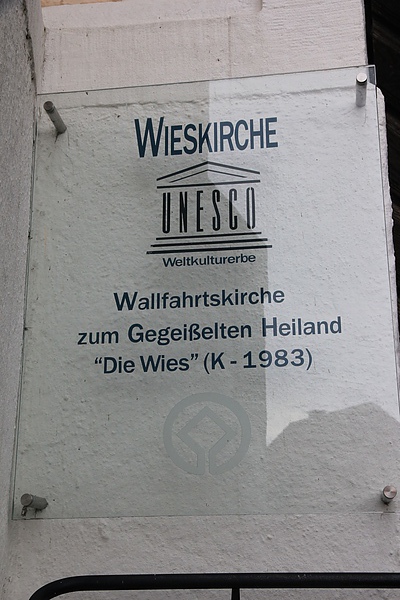 WIESKIRCHE
UNESCO
Weltkulturerbe
Wallfahrtskirche
zum Gegeißelten Heiland
“Die Wies” (K - 1983)